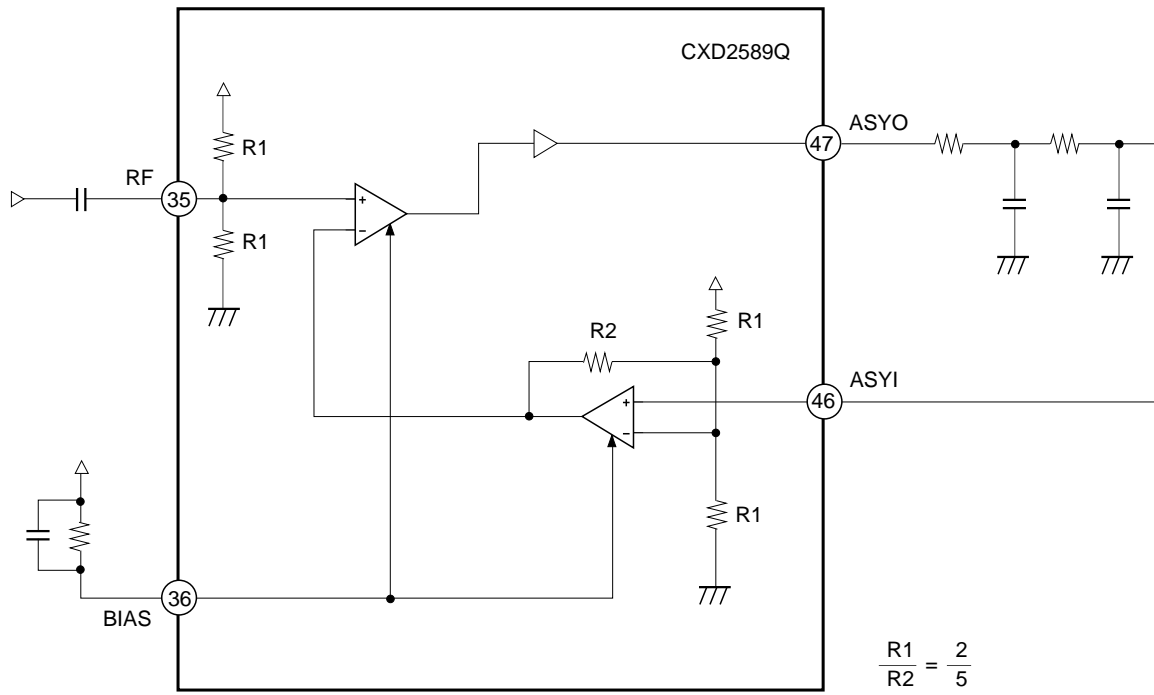 CXD2589Q
ASYO
47
R1
RF
35
+
−
R1
R1
R2
ASYI
46
+
−
R1
BIAS
36
R1/R2 = 2/5